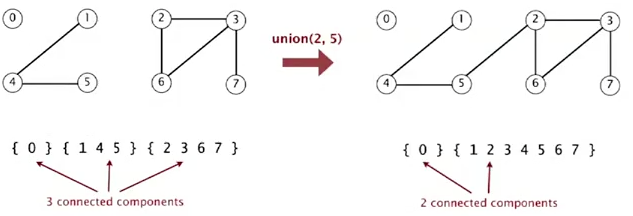 0 1 2 3 0 1 2 3
union(2, 5)
4 5 6 7 4 5 6 7
{ 0 } { 1 4 5 } { 2 3 6 7 } { 0 } { 1 2 3 4 5 6 7 }
3 connected components 2 connected components